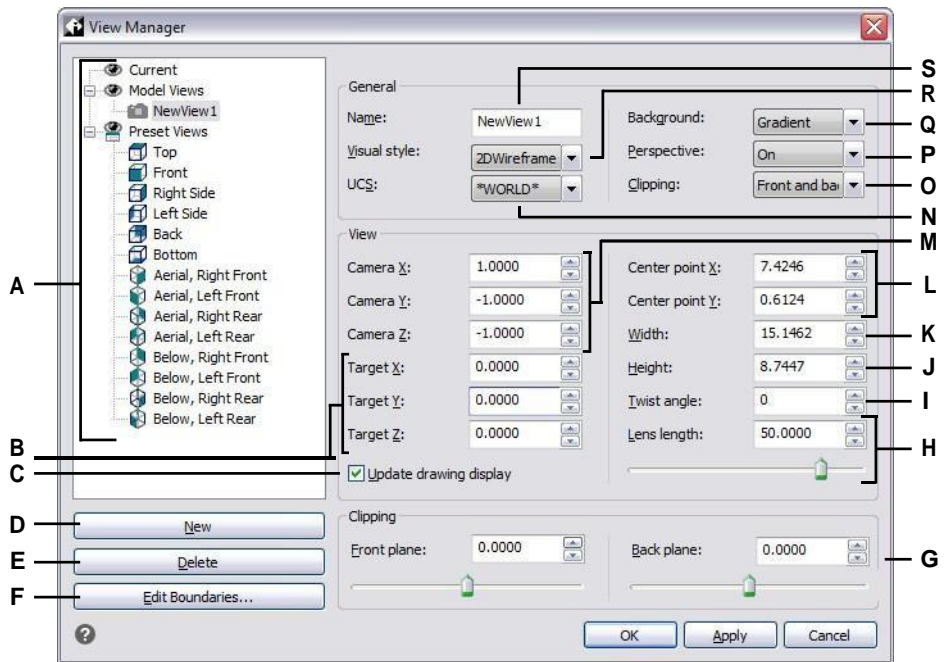 View Manager
Current
Model Views
NewView1
Preset Views
Top
Front
Right Side
Left Side
Back
Bottom
Aerial, Right Front
Aerial, Left Front
Aerial, Right Rear
Aerial, Left Rear
Below, Right Front
Below, Left Front
Below, Right Rear
Below, Left Rear
New
Delete
Edit Boundaries...
General
Name: NewView1
Visual style: 2DWireframe
UCS: *WORLD*
Background: Gradient
Perspective: On
Clipping: Front and ba
View
Camera X: 1.0000
Camera Y: -1.0000
Camera Z: -1.0000
Target X: 0.0000
Target Y: 0.0000
Target Z: 0.0000
Update drawing display
Center point X: 7.4246
Center point Y: 0.6124
Width: 15.1462
Height: 8.7447
Twist angle: 0
Lens length: 50.0000
Clipping
Front plane: 0.0000
Back plane: 0.0000
OK
Apply
Cancel
?
A
B
C
D
E
F
S
R
Q
P
O
N
M
L
K
J
I
H
G